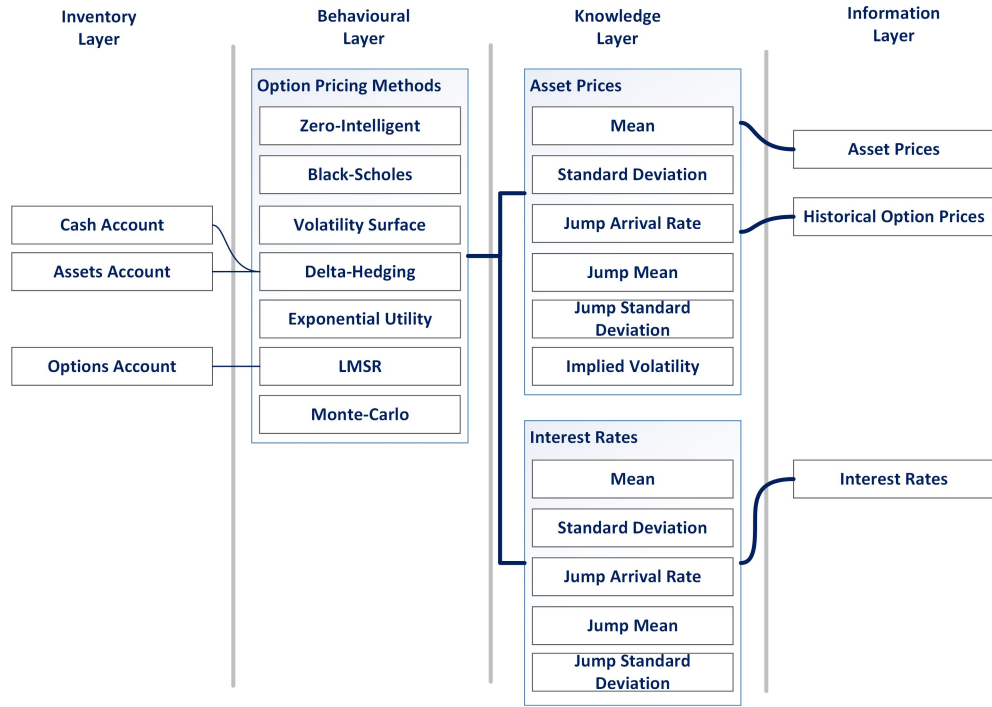 Inventory
Layer
Behavioural
Layer
Knowledge
Layer
Information
Layer
Cash Account
Assets Account
Options Account
Option Pricing Methods
Zero-Intelligent
Black-Scholes
Volatility Surface
Delta-Hedging
Exponential Utility
LMSR
Monte-Carlo
Asset Prices
Mean
Standard Deviation
Jump Arrival Rate
Jump Mean
Jump Standard
Deviation
Implied Volatility
Interest Rates
Mean
Standard Deviation
Jump Arrival Rate
Jump Mean
Jump Standard
Deviation
Asset Prices
Historical Option Prices
Interest Rates